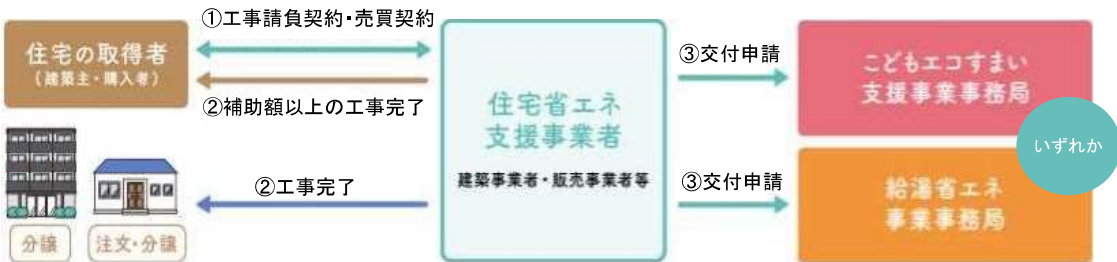 ①工事請負契約・売買契約
住宅の取得者
(建築主・購入者)
②補助額以上の工事完了
②工事完了
分譲
注文・分譲
住宅省エネ
支援事業者
建築事業者・販売事業者等
③交付申請
こどもエコすまい
支援事業事務局
いずれか
③交付申請
給湯省エネ
事業事務局